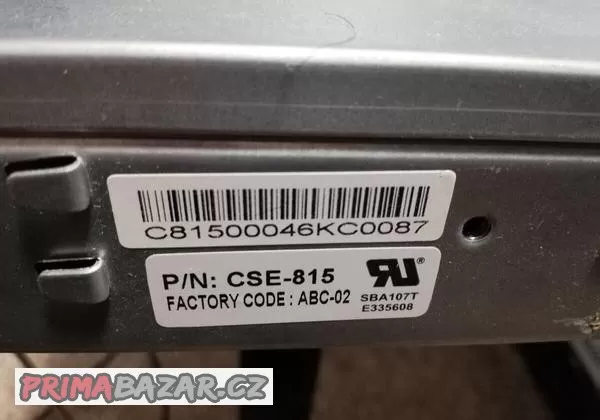 C81500046KC0087
P/N: CSE-815
FACTORY CODE : ABC-02
SBA107T
E335608
PRIMABAZAR.CZ